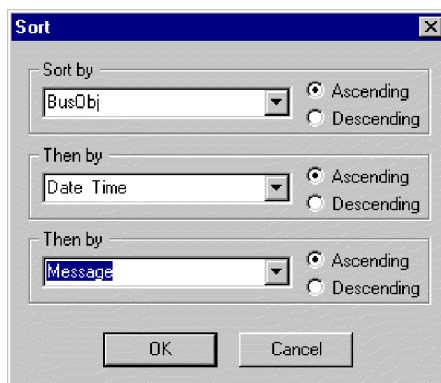 Sort
Sort by
BusObj
Ascending
Descending
Then by
Date Time
Ascending
Descending
Then by
Message
Ascending
Descending
OK
Cancel